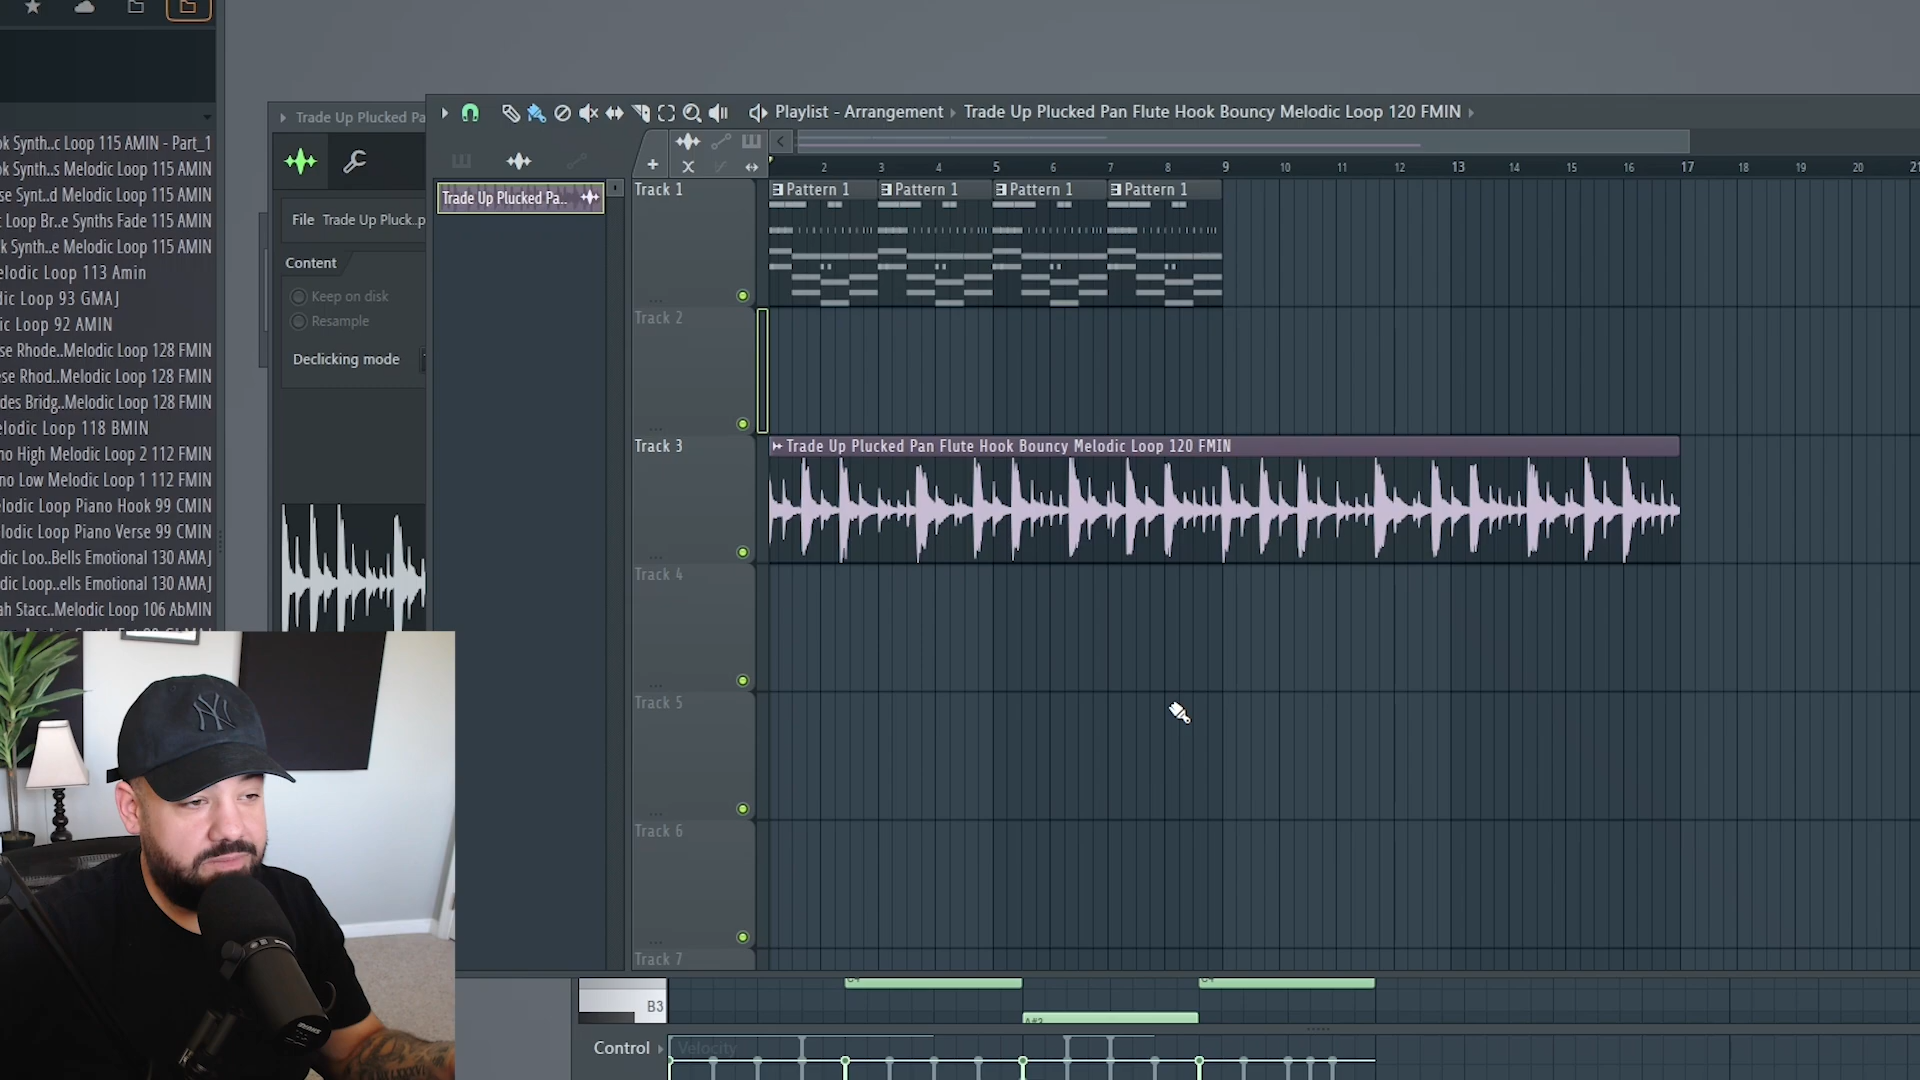 k Synth..c Loop 115 AMIN - Part_1
ok Synth..s Melodic Loop 115 AMIN
se Synt..d Melodic Loop 115 AMIN
Loop Br..e Synths Fade 115 AMIN
k Synth..e Melodic Loop 115 AMIN
elodic Loop 113 Amin
dic Loop 93 GMAJ
ic Loop 92 AMIN
se Rhode..Melodic Loop 128 FMIN
ese Rhod..Melodic Loop 128 FMIN
des Bridg..Melodic Loop 128 FMIN
elodic Loop 118 BMIN
no High Melodic Loop 2 112 FMIN
no Low Melodic Loop 1 112 FMIN
elodic Loop Piano Hook 99 CMIN
elodic Loop Piano Verse 99 CMIN
dic Loo..Bells Emotional 130 AMAJ
dic Loop..ells Emotional 130 AMAJ
ah Stacc..Melodic Loop 106 AbMIN
Trade Up Plucked Pa
File Trade Up Pluck..p
Content
Keep on disk
Resample
Declicking mode
Playlist - Arrangement Trade Up Plucked Pan Flute Hook Bouncy Melodic Loop 120 FMIN
Trade Up Plucked Pa..
2 3 4 5 6 7 8 9 10 11 12 13 14 15 16 17 18 19 20 21
Track 1
Pattern 1 Pattern 1 Pattern 1 Pattern 1
Track 2
Track 3
Trade Up Plucked Pan Flute Hook Bouncy Melodic Loop 120 FMIN
Track 4
Track 5
Track 6
Track 7
B3
A#3
Control
Velocity
NY